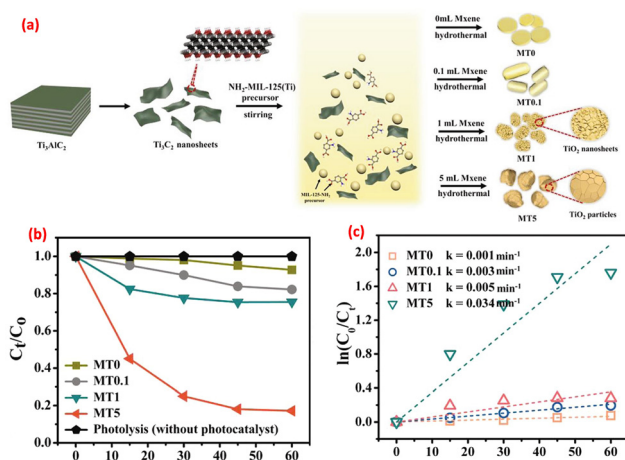 (a)
Ti₃AlC₂
Ti₃C₂ nanosheets
NH₂-MIL-125(Ti)
precursor
stirring
MIL-125-NH₂
precursor
0mL Mxene
hydrothermal
MT0
0.1 mL Mxene
hydrothermal
MT0.1
1 mL Mxene
hydrothermal
MT1
TiO₂ nanosheets
5 mL Mxene
hydrothermal
MT5
TiO₂ particles
(b)
Cₜ/C₀
1.0
0.8
0.6
0.4
0.2
0.0
MT0
MT0.1
MT1
MT5
Photolysis (without photocatalyst)
0 10 20 30 40 50 60
(c)
ln(C₀/Cₜ)
2.0
1.6
1.2
0.8
0.4
0.0
MT0 k = 0.001 min⁻¹
MT0.1 k = 0.003 min⁻¹
MT1 k = 0.005 min⁻¹
MT5 k = 0.034 min⁻¹
0 10 20 30 40 50 60